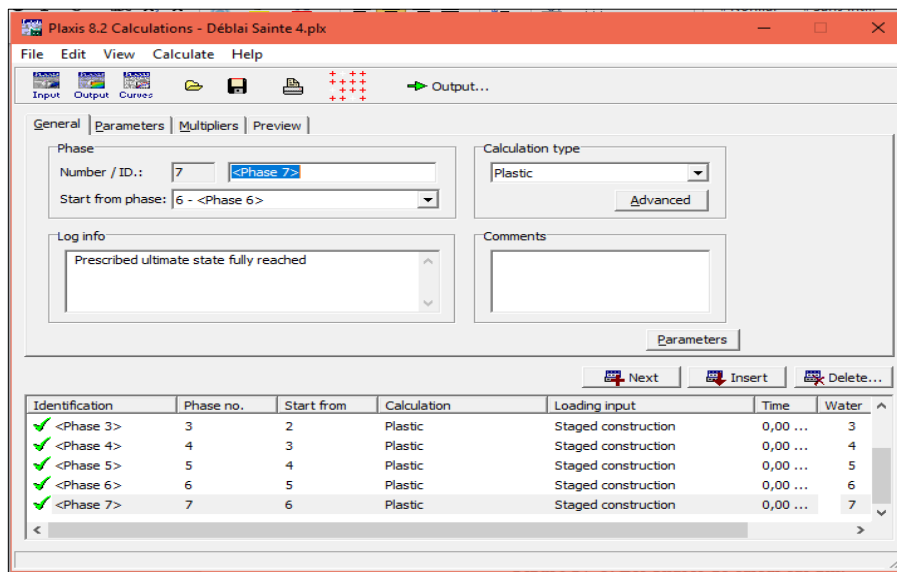 Plaxis 8.2 Calculations - Déblai Sainte 4.plx
File Edit View Calculate Help
Input Output Curves Output...
General Parameters Multipliers Preview
Phase
Number / ID.: 7 <Phase 7>
Start from phase: 6 - <Phase 6>
Calculation type
Plastic
Advanced
Log info
Prescribed ultimate state fully reached
Comments
Parameters
Next Insert Delete...
Identification Phase no. Start from Calculation Loading input Time Water
<Phase 3> 3 2 Plastic Staged construction 0,00 ... 3
<Phase 4> 4 3 Plastic Staged construction 0,00 ... 4
<Phase 5> 5 4 Plastic Staged construction 0,00 ... 5
<Phase 6> 6 5 Plastic Staged construction 0,00 ... 6
<Phase 7> 7 6 Plastic Staged construction 0,00 ... 7